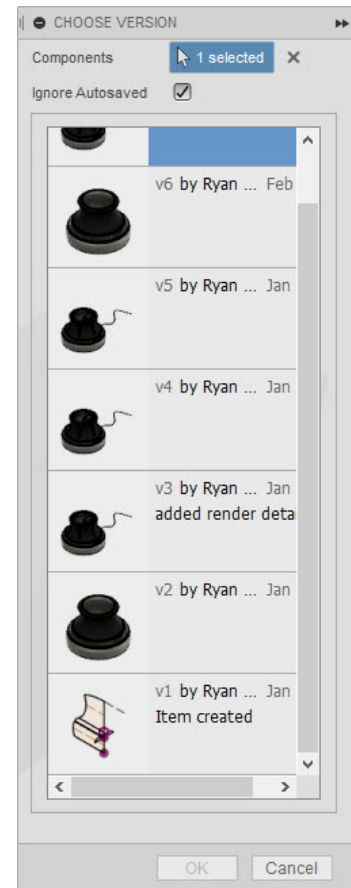 CHOOSE VERSION
Components 1 selected
Ignore Autosaved
v6 by Ryan ... Feb
v5 by Ryan ... Jan
v4 by Ryan ... Jan
v3 by Ryan ... Jan
added render deta
v2 by Ryan ... Jan
v1 by Ryan ... Jan
Item created
OK Cancel